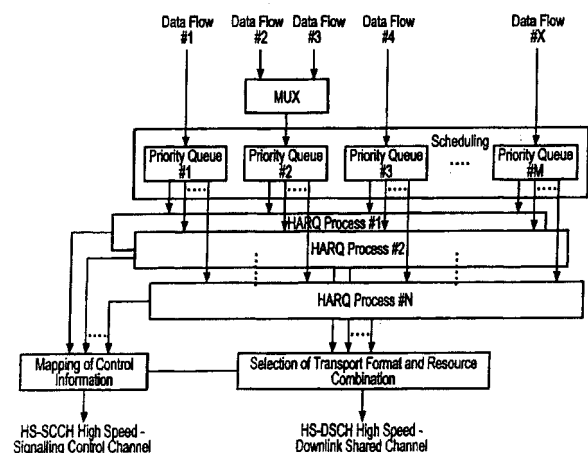 Data Flow #1
Data Flow #2
Data Flow #3
Data Flow #4
Data Flow #X
MUX
Scheduling
Priority Queue #1
Priority Queue #2
Priority Queue #3
Priority Queue #M
HARQ Process #1
HARQ Process #2
HARQ Process #N
Mapping of Control
Information
Selection of Transport Format and Resource
Combination
HS-SCCH High Speed -
Signalling Control Channel
HS-DSCH High Speed -
Downlink Shared Channel